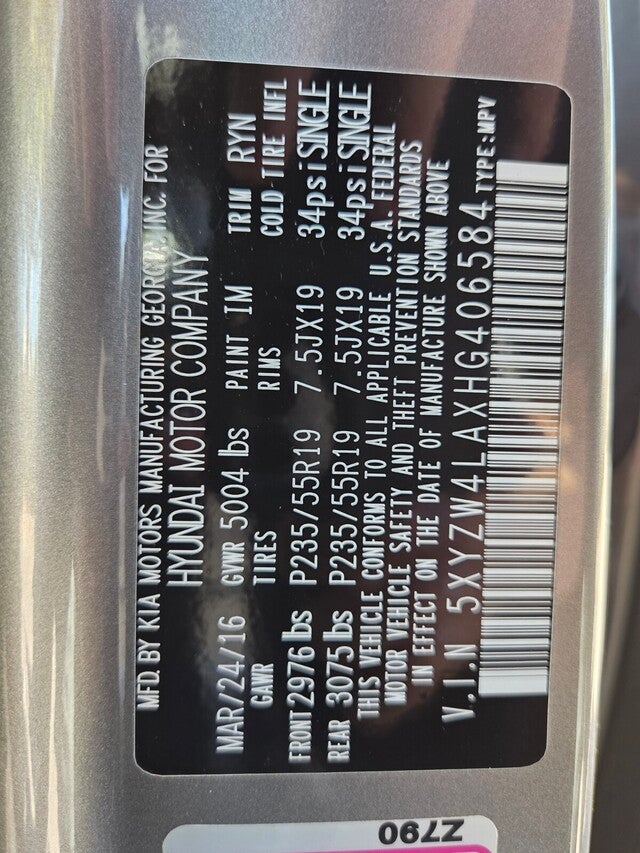 MFD. BY KIA MOTORS MANUFACTURING GEORGIA, INC. FOR
HYUNDAI MOTOR COMPANY
MAR/24/16 GVWR 5004 lbs PAINT IM TRIM RYN
GAWR TIRES RIMS COLD TIRE INFL
FRONT 2976 lbs P235/55R19 7.5JX19 34psi SINGLE
REAR 3075 lbs P235/55R19 7.5JX19 34psi SINGLE
THIS VEHICLE CONFORMS TO ALL APPLICABLE U.S.A. FEDERAL
MOTOR VEHICLE SAFETY AND THEFT PREVENTION STANDARDS
IN EFFECT ON THE DATE OF MANUFACTURE SHOWN ABOVE
V.I.N 5XYZW4LAXHG406584 TYPE:MPV
Z790